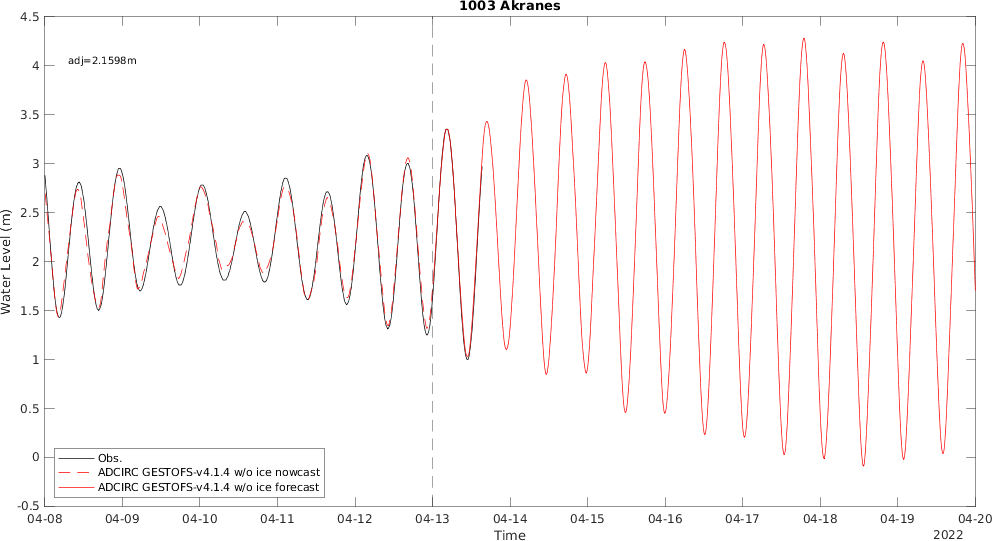 1003 Akranes
4.5
4
3.5
3
2.5
2
1.5
1
0.5
0
-0.5
Water Level (m)
adj=2.1598m
Obs.
ADCIRC GESTOFS-v4.1.4 w/o ice nowcast
ADCIRC GESTOFS-v4.1.4 w/o ice forecast
04-08 04-09 04-10 04-11 04-12 04-13 04-14 04-15 04-16 04-17 04-18 04-19 04-20
Time
2022